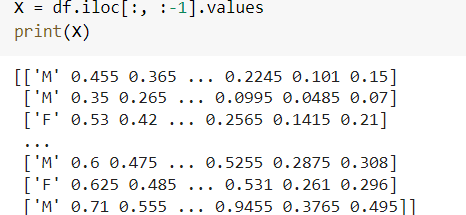 X = df.iloc[:, :-1].values
print(X)
[['M' 0.455 0.365 ... 0.2245 0.101 0.15]
['M' 0.35 0.265 ... 0.0995 0.0485 0.07]
['F' 0.53 0.42 ... 0.2565 0.1415 0.21]
...
['M' 0.6 0.475 ... 0.5255 0.2875 0.308]
['F' 0.625 0.485 ... 0.531 0.261 0.296]
['M' 0.71 0.555 ... 0.9455 0.3765 0.495]]